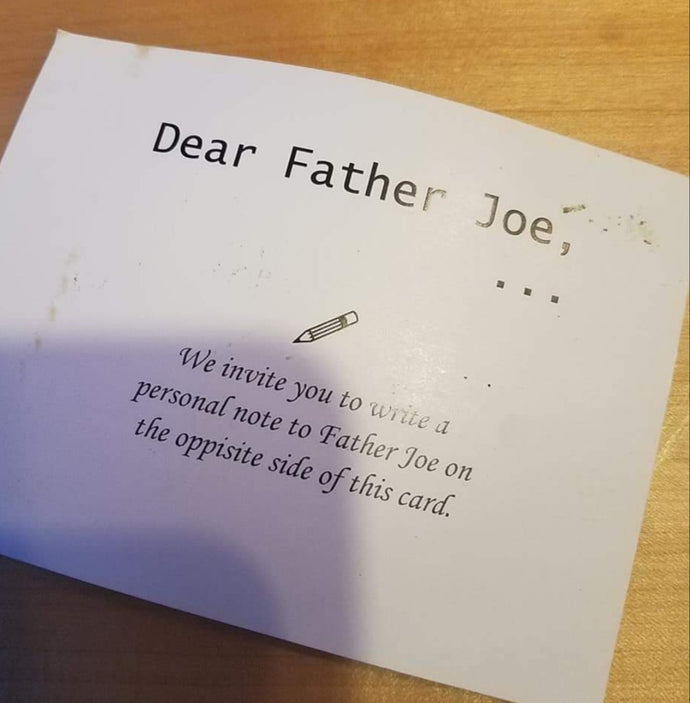 Dear Father Joe,
...
We invite you to write a
personal note to Father Joe on
the oppisite side of this card.